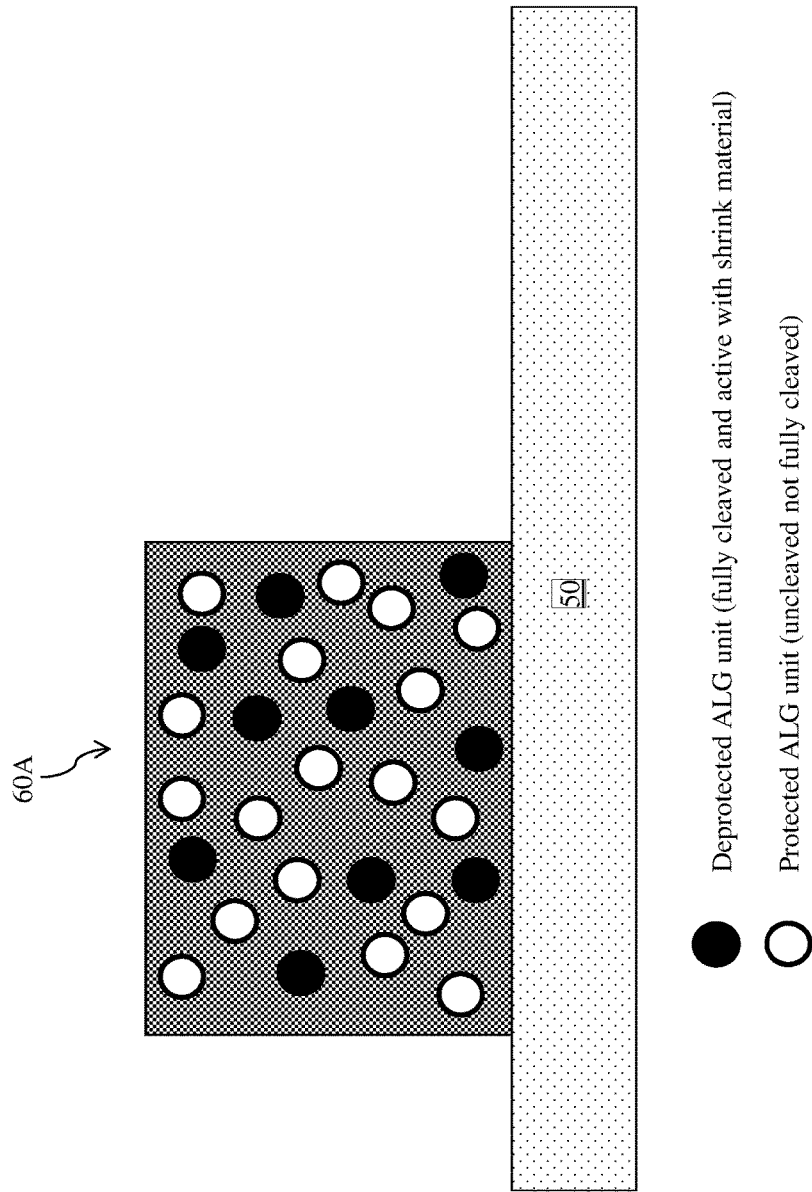 60A
50
Deprotected ALG unit (fully cleaved and active with shrink material)
Protected ALG unit (uncleaved not fully cleaved)